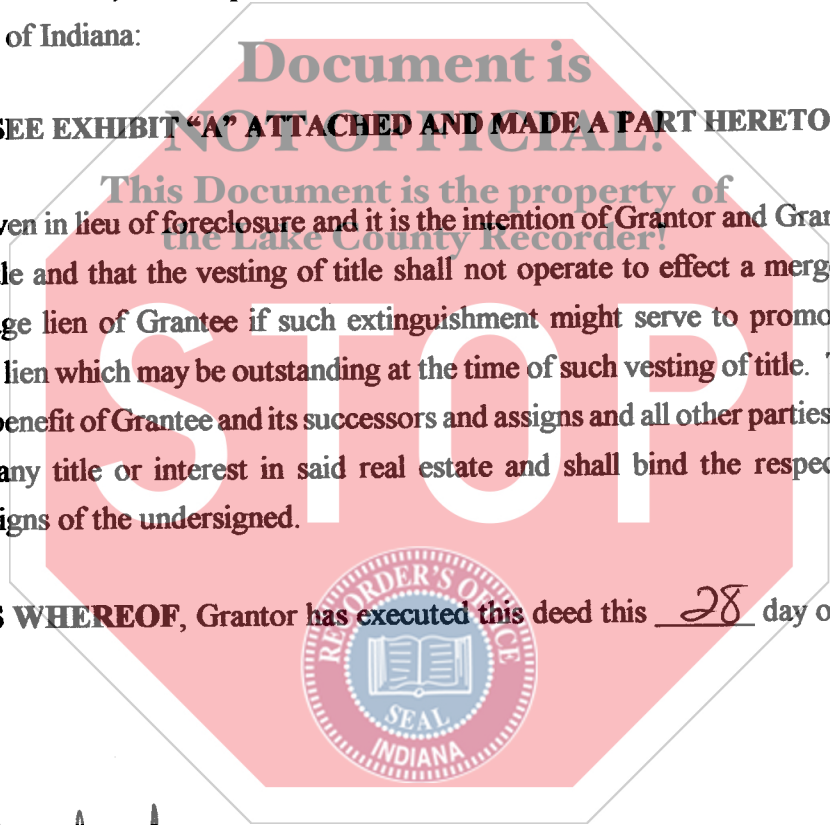 of Indiana:
Document is
NOT OFFICIAL!
SEE EXHIBIT “A” ATTACHED AND MADE A PART HERETO
This Document is the property of
the Lake County Recorder!
ven in lieu of foreclosure and it is the intention of Grantor and Gran
le and that the vesting of title shall not operate to effect a merg
ge lien of Grantee if such extinguishment might serve to promo
lien which may be outstanding at the time of such vesting of title.
benefit of Grantee and its successors and assigns and all other parties
any title or interest in said real estate and shall bind the respec
igns of the undersigned.
STOP
S WHEREOF, Grantor has executed this deed this 28 day o
RECORDER'S OFFICE
SEAL
INDIANA